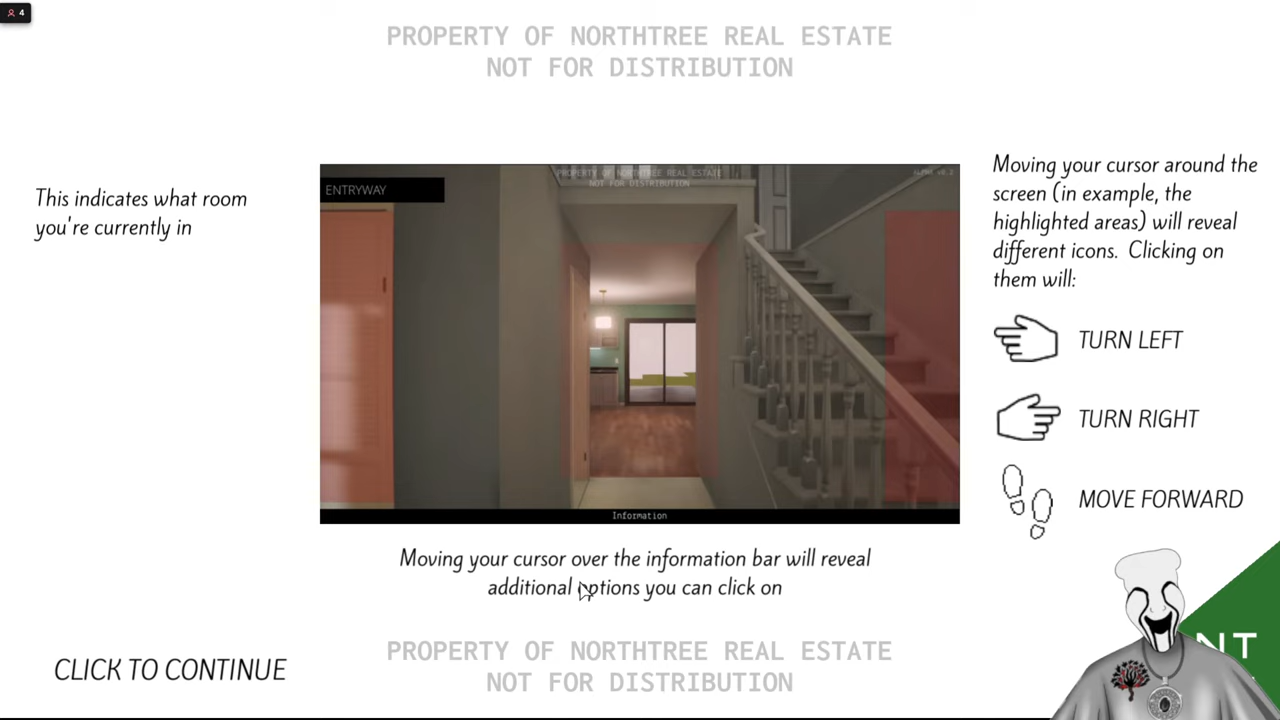 4
PROPERTY OF NORTHTREE REAL ESTATE
NOT FOR DISTRIBUTION
This indicates what room
you're currently in
ENTRYWAY
PROPERTY OF NORTHTREE REAL ESTATE
NOT FOR DISTRIBUTION
Information
Moving your cursor around the
screen (in example, the
highlighted areas) will reveal
different icons. Clicking on
them will:
TURN LEFT
TURN RIGHT
MOVE FORWARD
Moving your cursor over the information bar will reveal
additional options you can click on
CLICK TO CONTINUE
PROPERTY OF NORTHTREE REAL ESTATE
NOT FOR DISTRIBUTION
NT